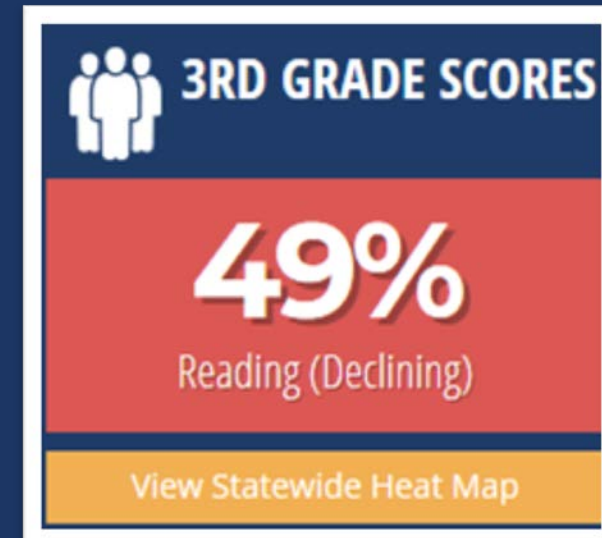 3RD GRADE SCORES
49%
Reading (Declining)
View Statewide Heat Map